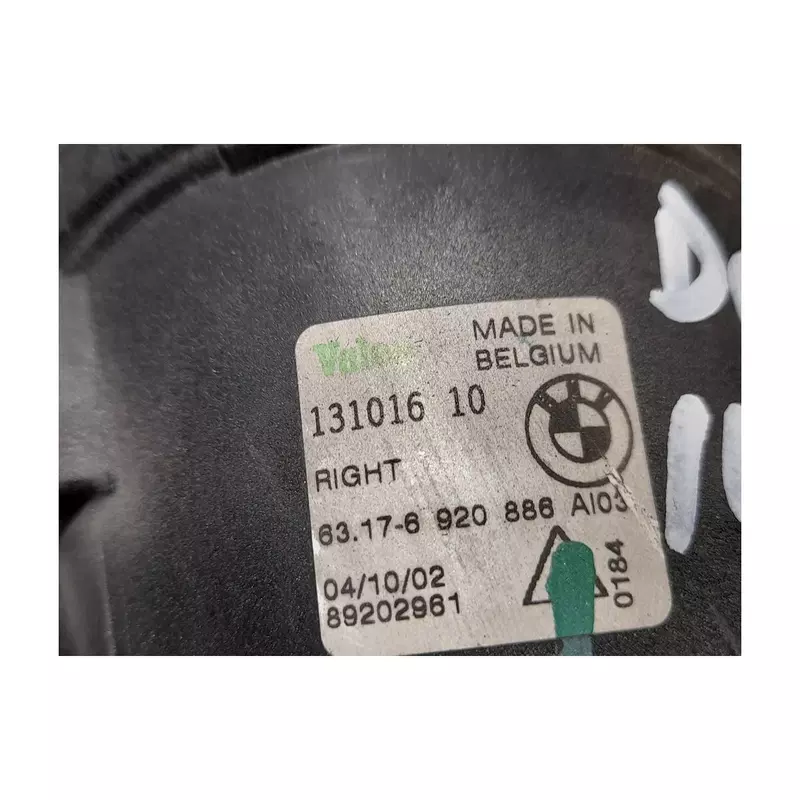 Valeo
MADE IN
BELGIUM
131016 10
RIGHT
63.17-6 920 886 AI03
04/10/02
89202961
0184